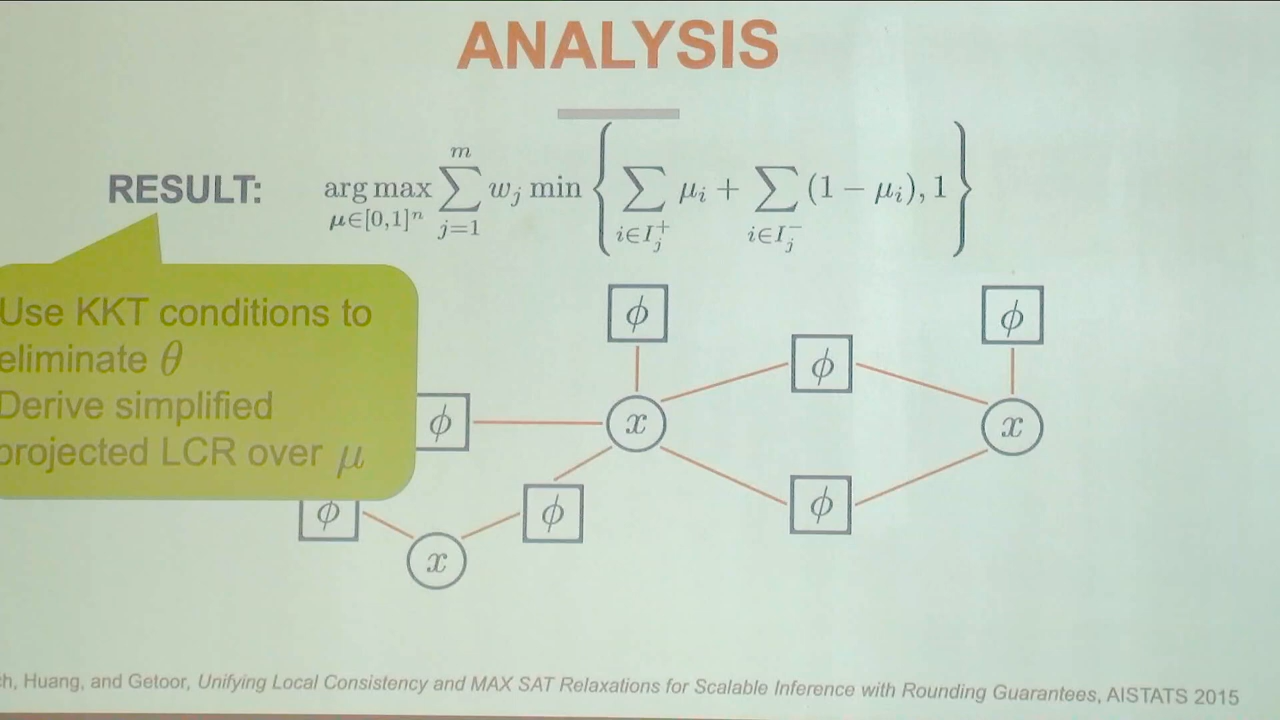 ANALYSIS
RESULT: arg max μ∈[0,1]ⁿ ∑ j=1 m w_j min { ∑ i∈I_j⁺ μ_i + ∑ i∈I_j⁻ (1 − μ_i), 1 }
Use KKT conditions to
eliminate θ
Derive simplified
projected LCR over μ
ϕ
ϕ
ϕ
ϕ
x
x
ϕ
ϕ
ϕ
x
Huang, and Getoor, Unifying Local Consistency and MAX SAT Relaxations for Scalable Inference with Rounding Guarantees, AISTATS 2015